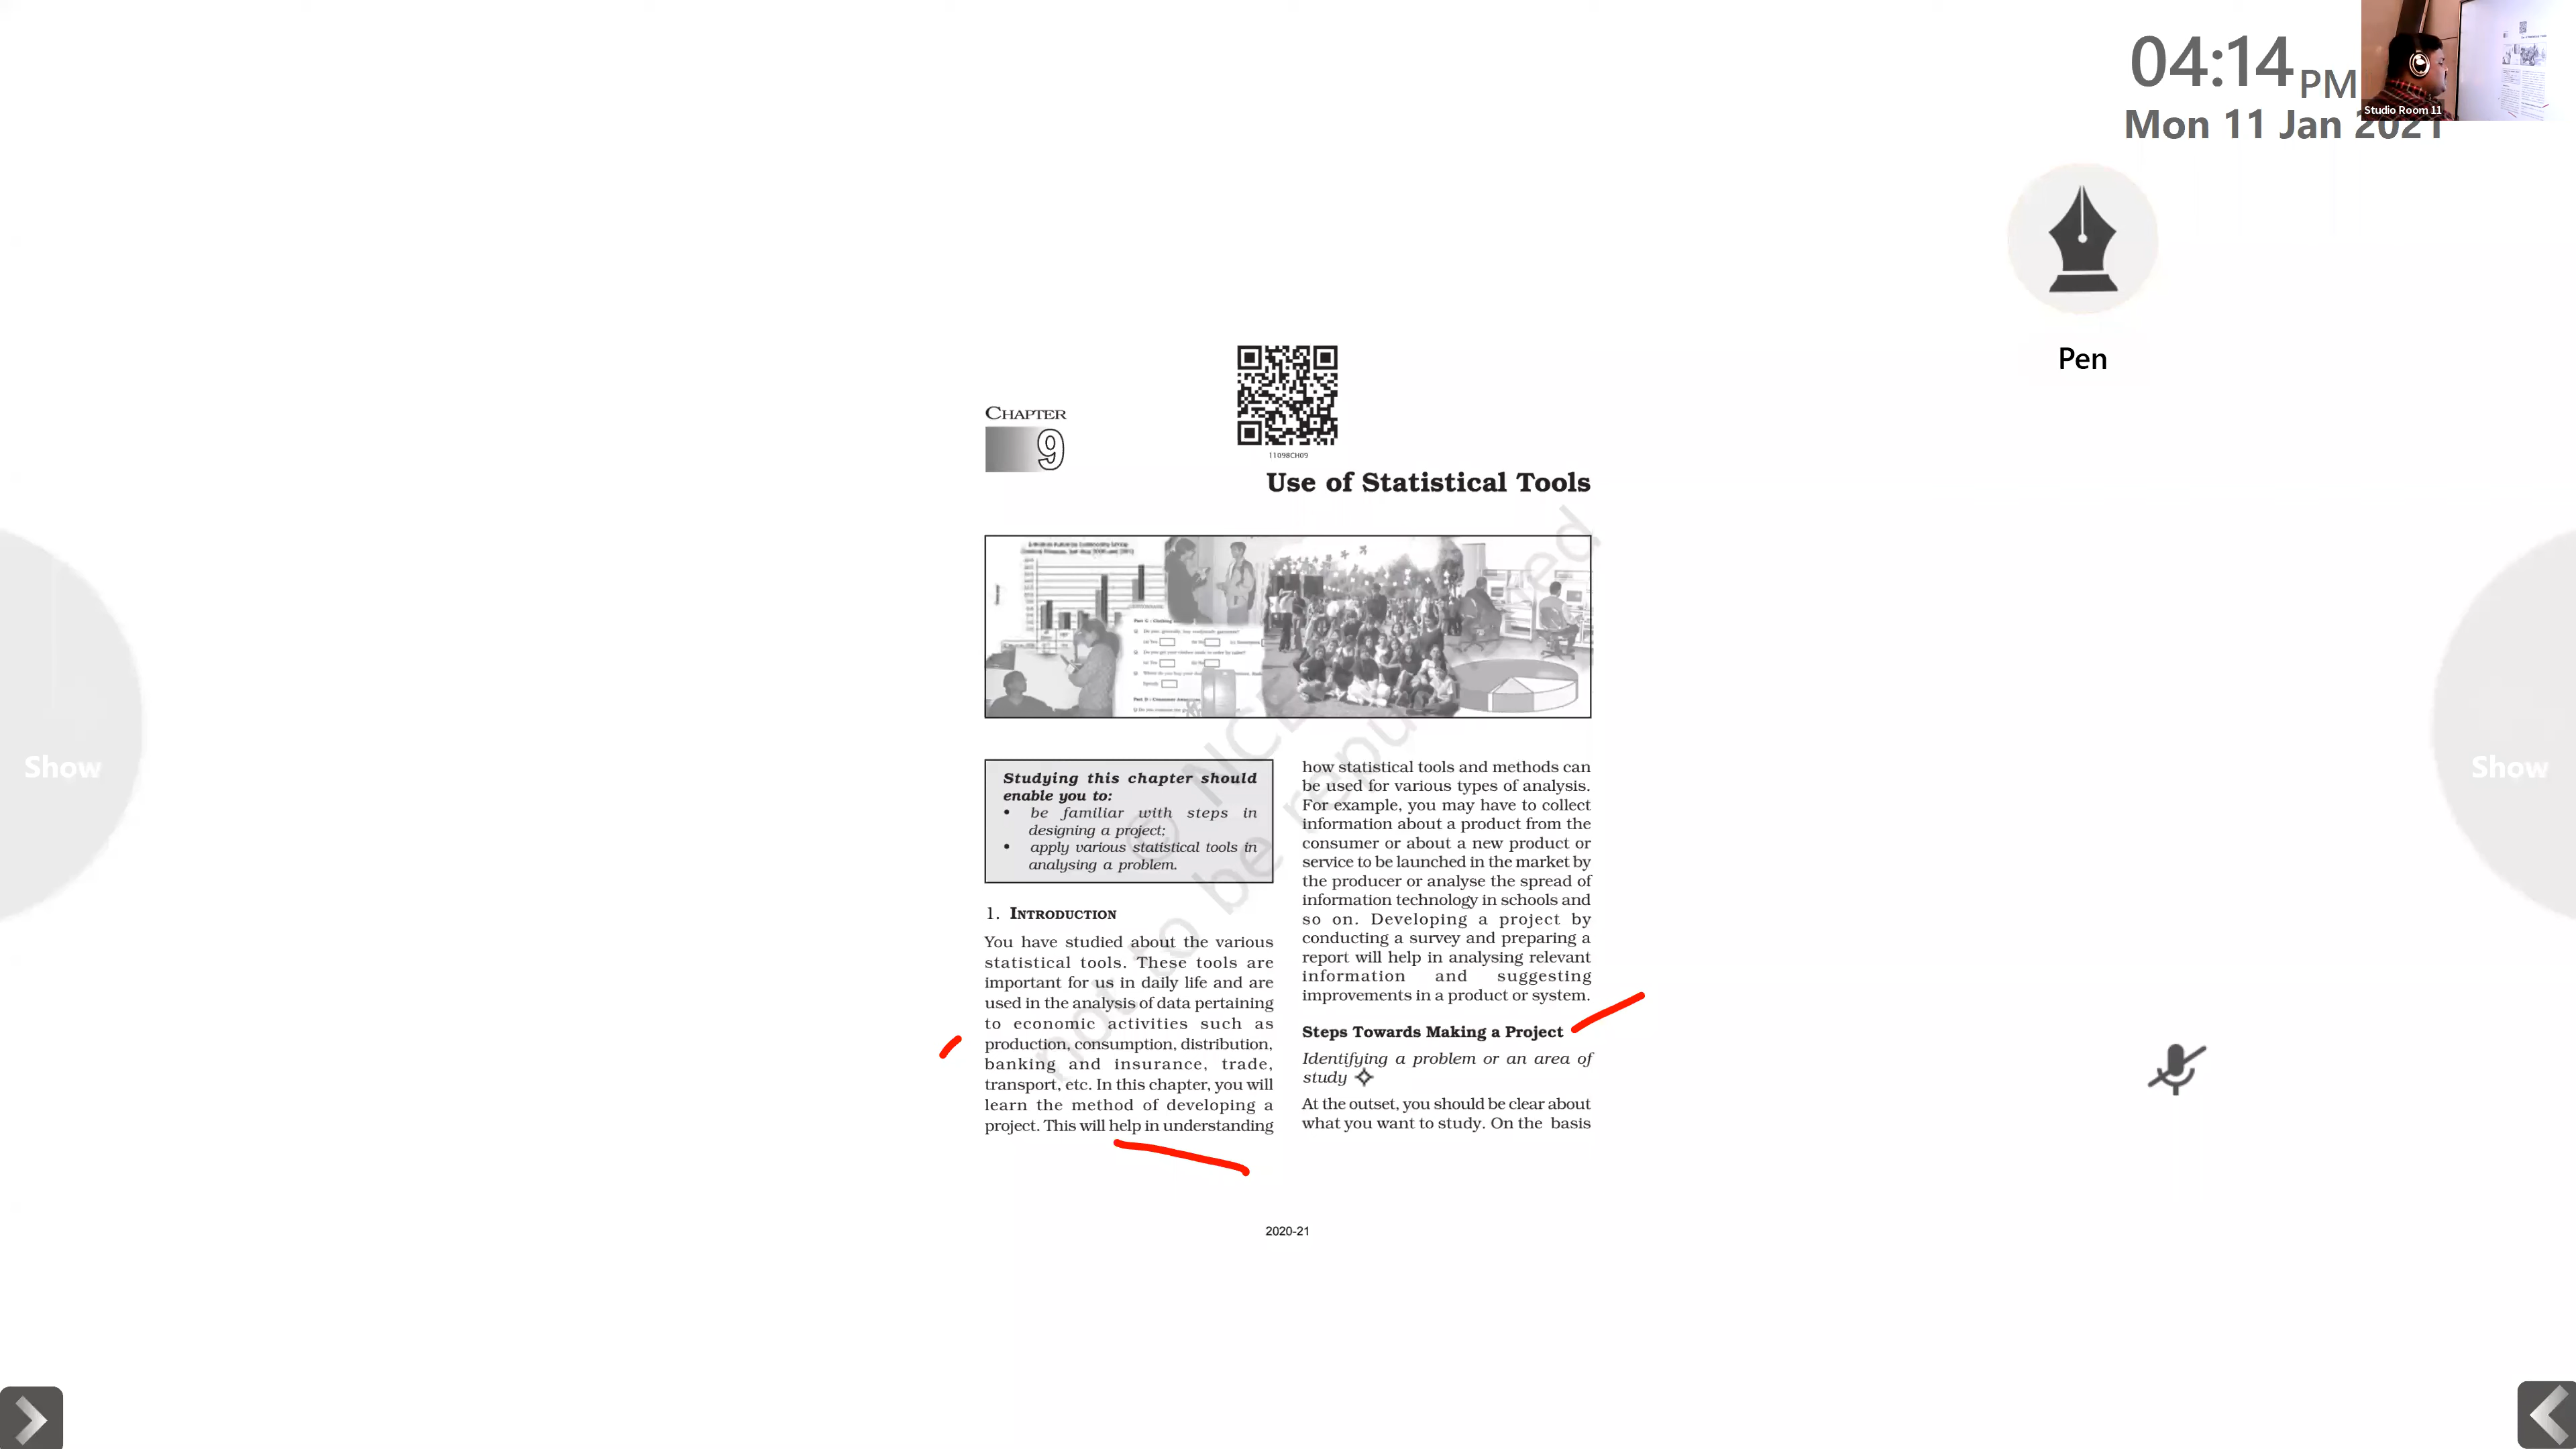 04:14 PM
Mon 11 Jan 2021
Studio Room 11
Pen
CHAPTER
9
11098CH09
Use of Statistical Tools
Studying this chapter should
enable you to:
• be familiar with steps in
designing a project;
• apply various statistical tools in
analysing a problem.
1. INTRODUCTION
You have studied about the various
statistical tools. These tools are
important for us in daily life and are
used in the analysis of data pertaining
to economic activities such as
production, consumption, distribution,
banking and insurance, trade,
transport, etc. In this chapter, you will
learn the method of developing a
project. This will help in understanding
how statistical tools and methods can
be used for various types of analysis.
For example, you may have to collect
information about a product from the
consumer or about a new product or
service to be launched in the market by
the producer or analyse the spread of
information technology in schools and
so on. Developing a project by
conducting a survey and preparing a
report will help in analysing relevant
information and suggesting
improvements in a product or system.
Steps Towards Making a Project
Identifying a problem or an area of
study
At the outset, you should be clear about
what you want to study. On the basis
2020-21
Show
Show
not to be